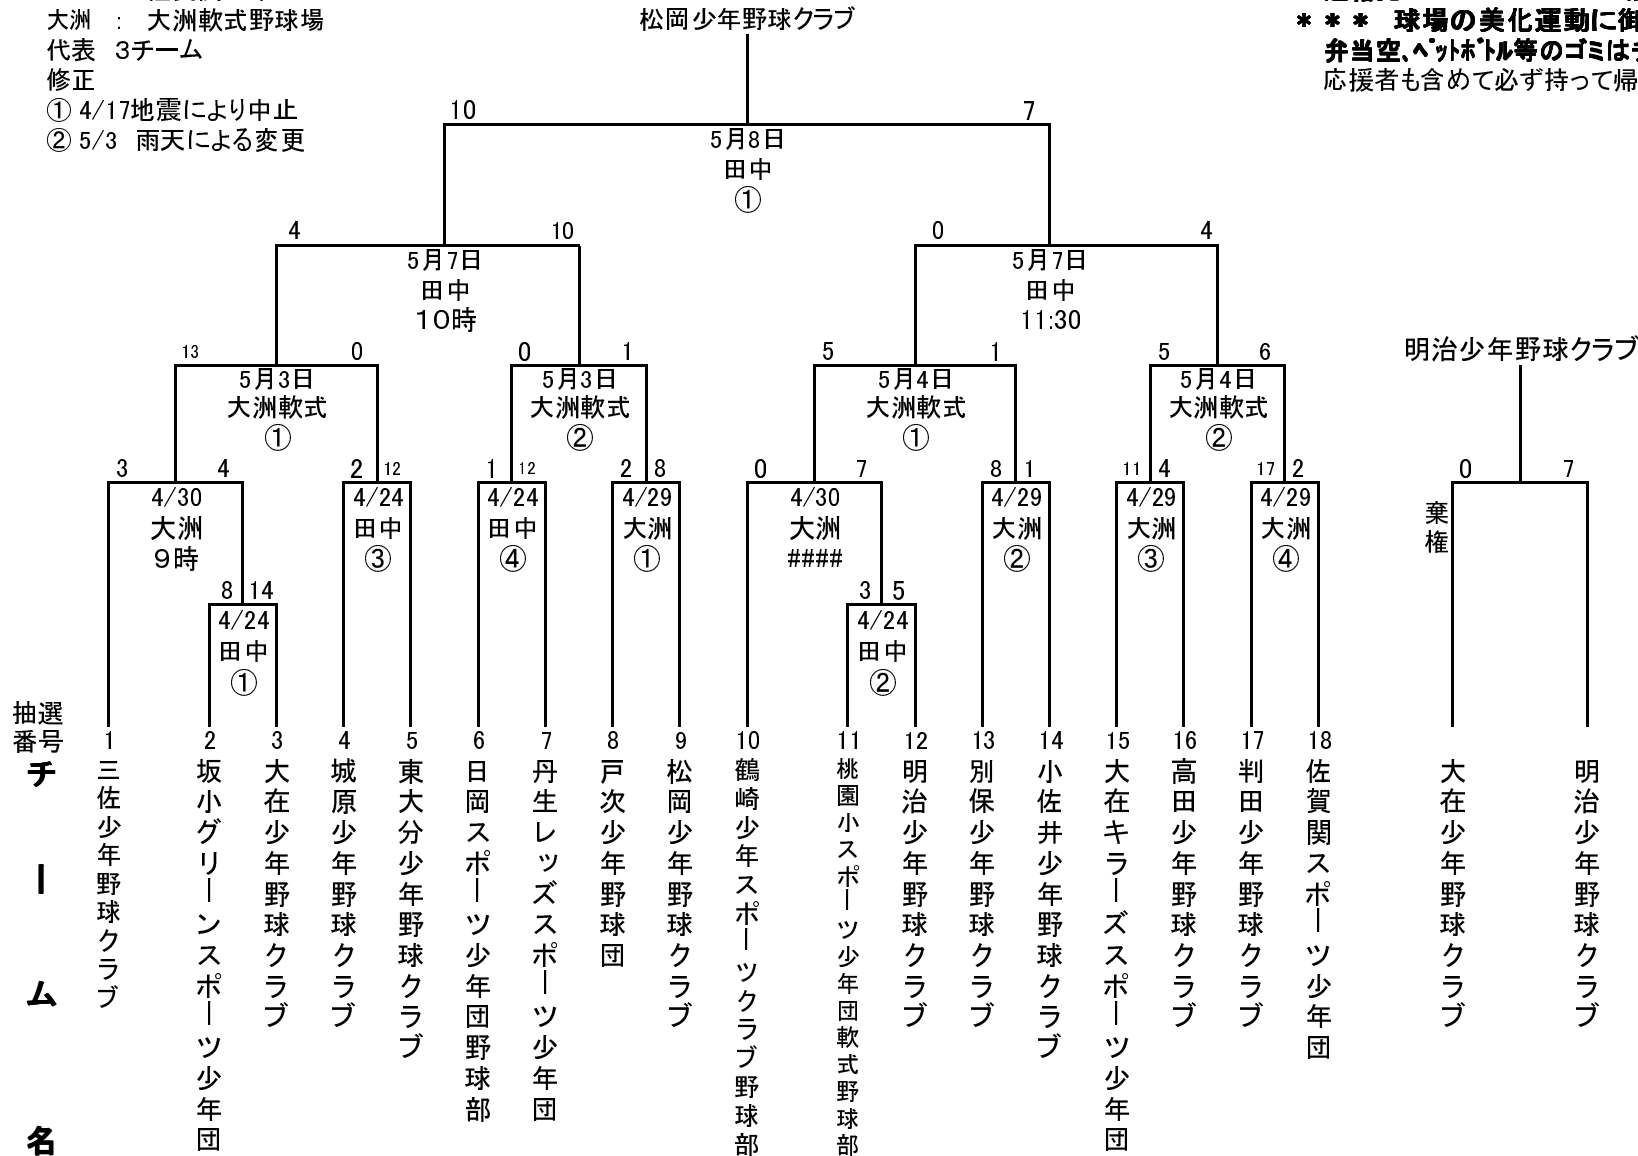 大洲 ： 大洲軟式野球場
代表 3チーム
修正
① 4/17地震により中止
② 5/3 雨天による変更
松岡少年野球クラブ
＊＊＊ 球場の美化運動に御
弁当空、ペットボトル等のゴミは
応援者も含めて必ず持って帰
10 7
5月8日
田中
①
4 10
5月7日
田中
10時
0 4
5月7日
田中
11:30
13 0
5月3日
大洲軟式
①
0 1
5月3日
大洲軟式
②
5 1
5月4日
大洲軟式
①
5 6
5月4日
大洲軟式
②
明治少年野球クラブ
3 4
4/30
大洲
9時
2 12
4/24
田中
③
1 12
4/24
田中
④
2 8
4/29
大洲
①
0 7
4/30
大洲
####
8 1
4/29
大洲
②
11 4
4/29
大洲
③
17 2
4/29
大洲
④
0 7
棄権
8 14
4/24
田中
①
3 5
4/24
田中
②
抽選
番号
チーム名
1 三佐少年野球クラブ
2 坂小グリーンスポーツ少年団
3 大在少年野球クラブ
4 城原少年野球クラブ
5 東大分少年野球クラブ
6 日岡スポーツ少年団野球部
7 丹生レッズスポーツ少年団
8 戸次少年野球団
9 松岡少年野球クラブ
10 鶴崎少年スポーツクラブ野球部
11 桃園小スポーツ少年団軟式野球部
12 明治少年野球クラブ
13 別保少年野球クラブ
14 小佐井少年野球クラブ
15 大在キラーズスポーツ少年団
16 高田少年野球クラブ
17 判田少年野球クラブ
18 佐賀関スポーツ少年団
大在少年野球クラブ
明治少年野球クラブ